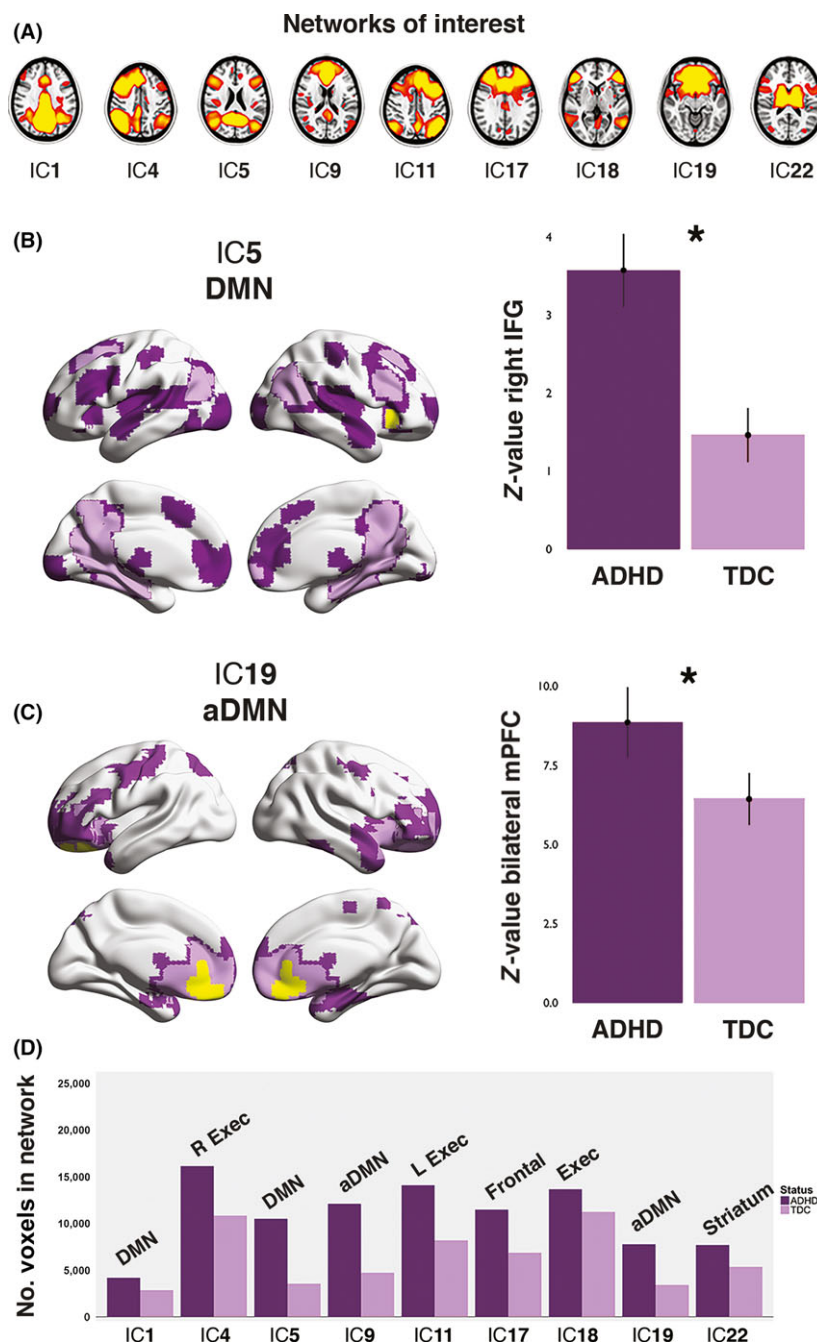 (A)
Networks of interest
IC1 IC4 IC5 IC9 IC11 IC17 IC18 IC19 IC22
(B)
IC5
DMN
Z-value right IFG
4
3
2
1
0
*
ADHD TDC
(C)
IC19
aDMN
Z-value bilateral mPFC
10.0
7.5
5.0
2.5
0.0
*
ADHD TDC
(D)
No. voxels in network
25,000
20,000
15,000
10,000
5,000
0
DMN
R Exec
DMN
aDMN
L Exec
Frontal
Exec
aDMN
Striatum
Status
ADHD
TDC
IC1 IC4 IC5 IC9 IC11 IC17 IC18 IC19 IC22